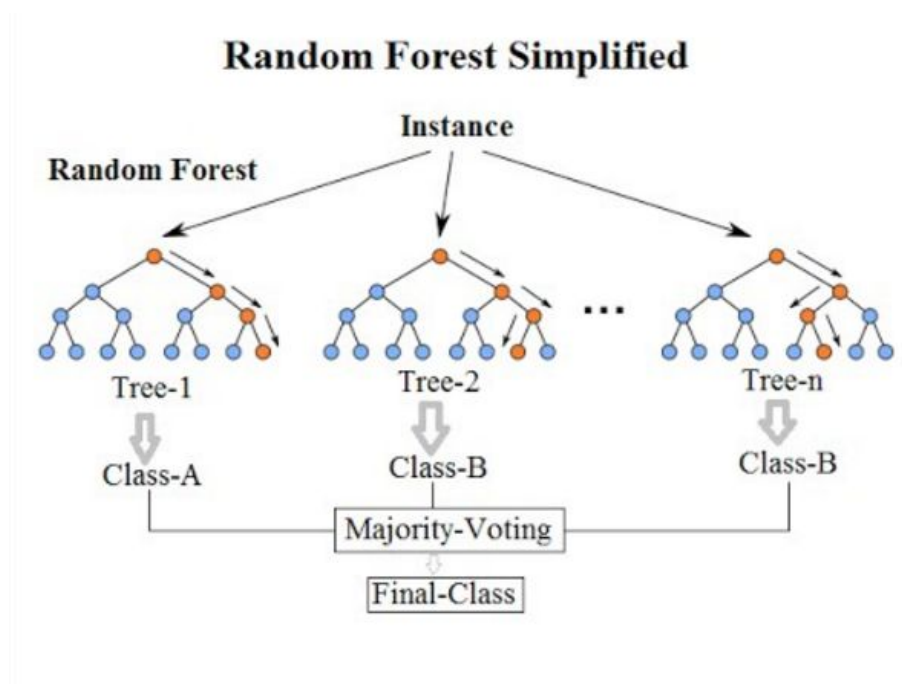 Random Forest Simplified
Instance
Random Forest
...
Tree-1
Tree-2
Tree-n
Class-A
Class-B
Class-B
Majority-Voting
Final-Class